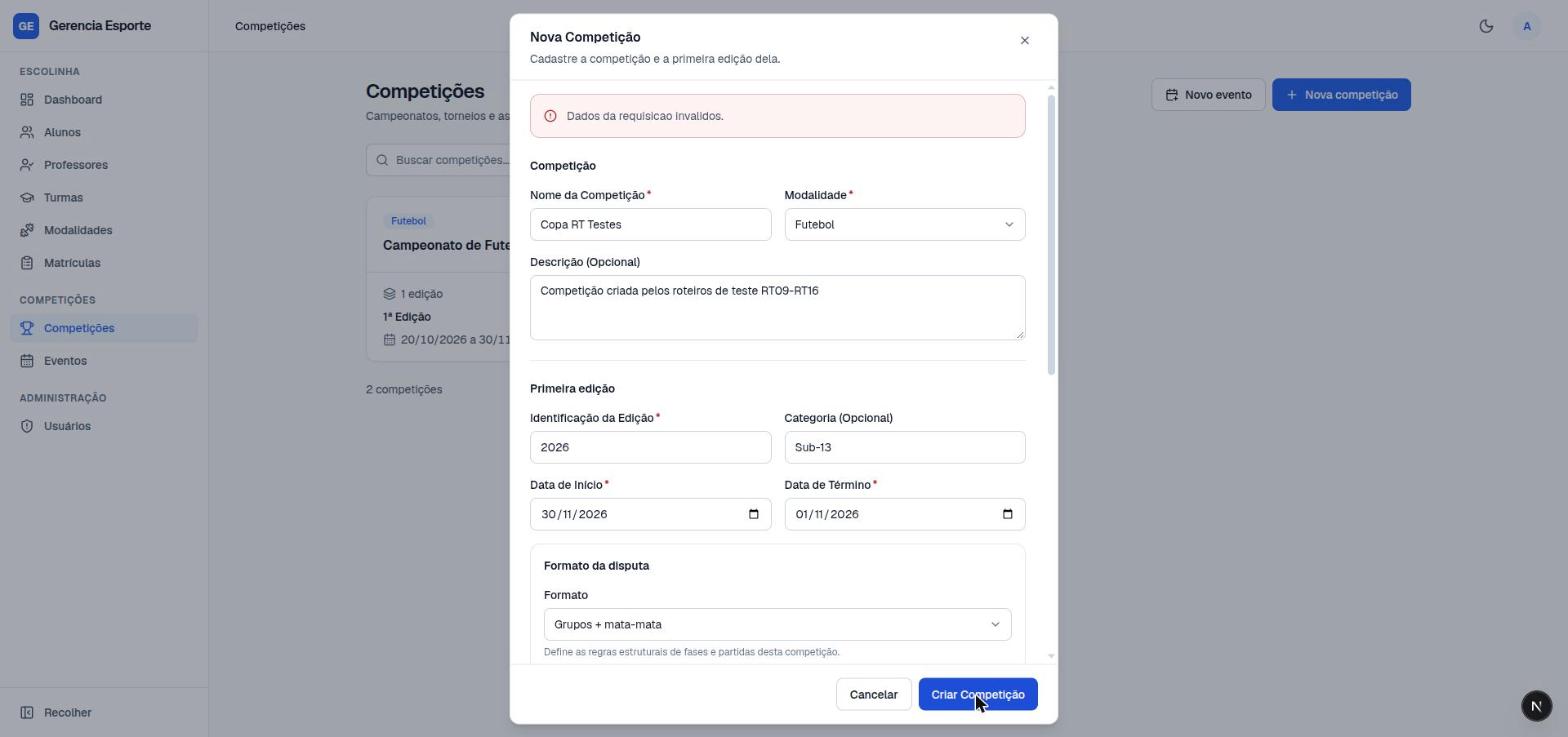 GE Gerencia Esporte
ESCOLINHA
Dashboard
Alunos
Professores
Turmas
Modalidades
Matrículas
COMPETIÇÕES
Competições
Eventos
ADMINISTRAÇÃO
Usuários
Recolher
Competições
A
Competições
Campeonatos, torneios e as
Novo evento
Nova competição
Buscar competições...
Futebol
Campeonato de Fute
1 edição
1ª Edição
20/10/2026 a 30/11
2 competições
Nova Competição
Cadastre a competição e a primeira edição dela.
Dados da requisicao invalidos.
Competição
Nome da Competição*
Modalidade*
Copa RT Testes
Futebol
Descrição (Opcional)
Competição criada pelos roteiros de teste RT09-RT16
Primeira edição
Identificação da Edição*
Categoria (Opcional)
2026
Sub-13
Data de Início*
Data de Término*
30/11/2026
01/11/2026
Formato da disputa
Formato
Grupos + mata-mata
Define as regras estruturais de fases e partidas desta competição.
Cancelar
Criar Competição
N